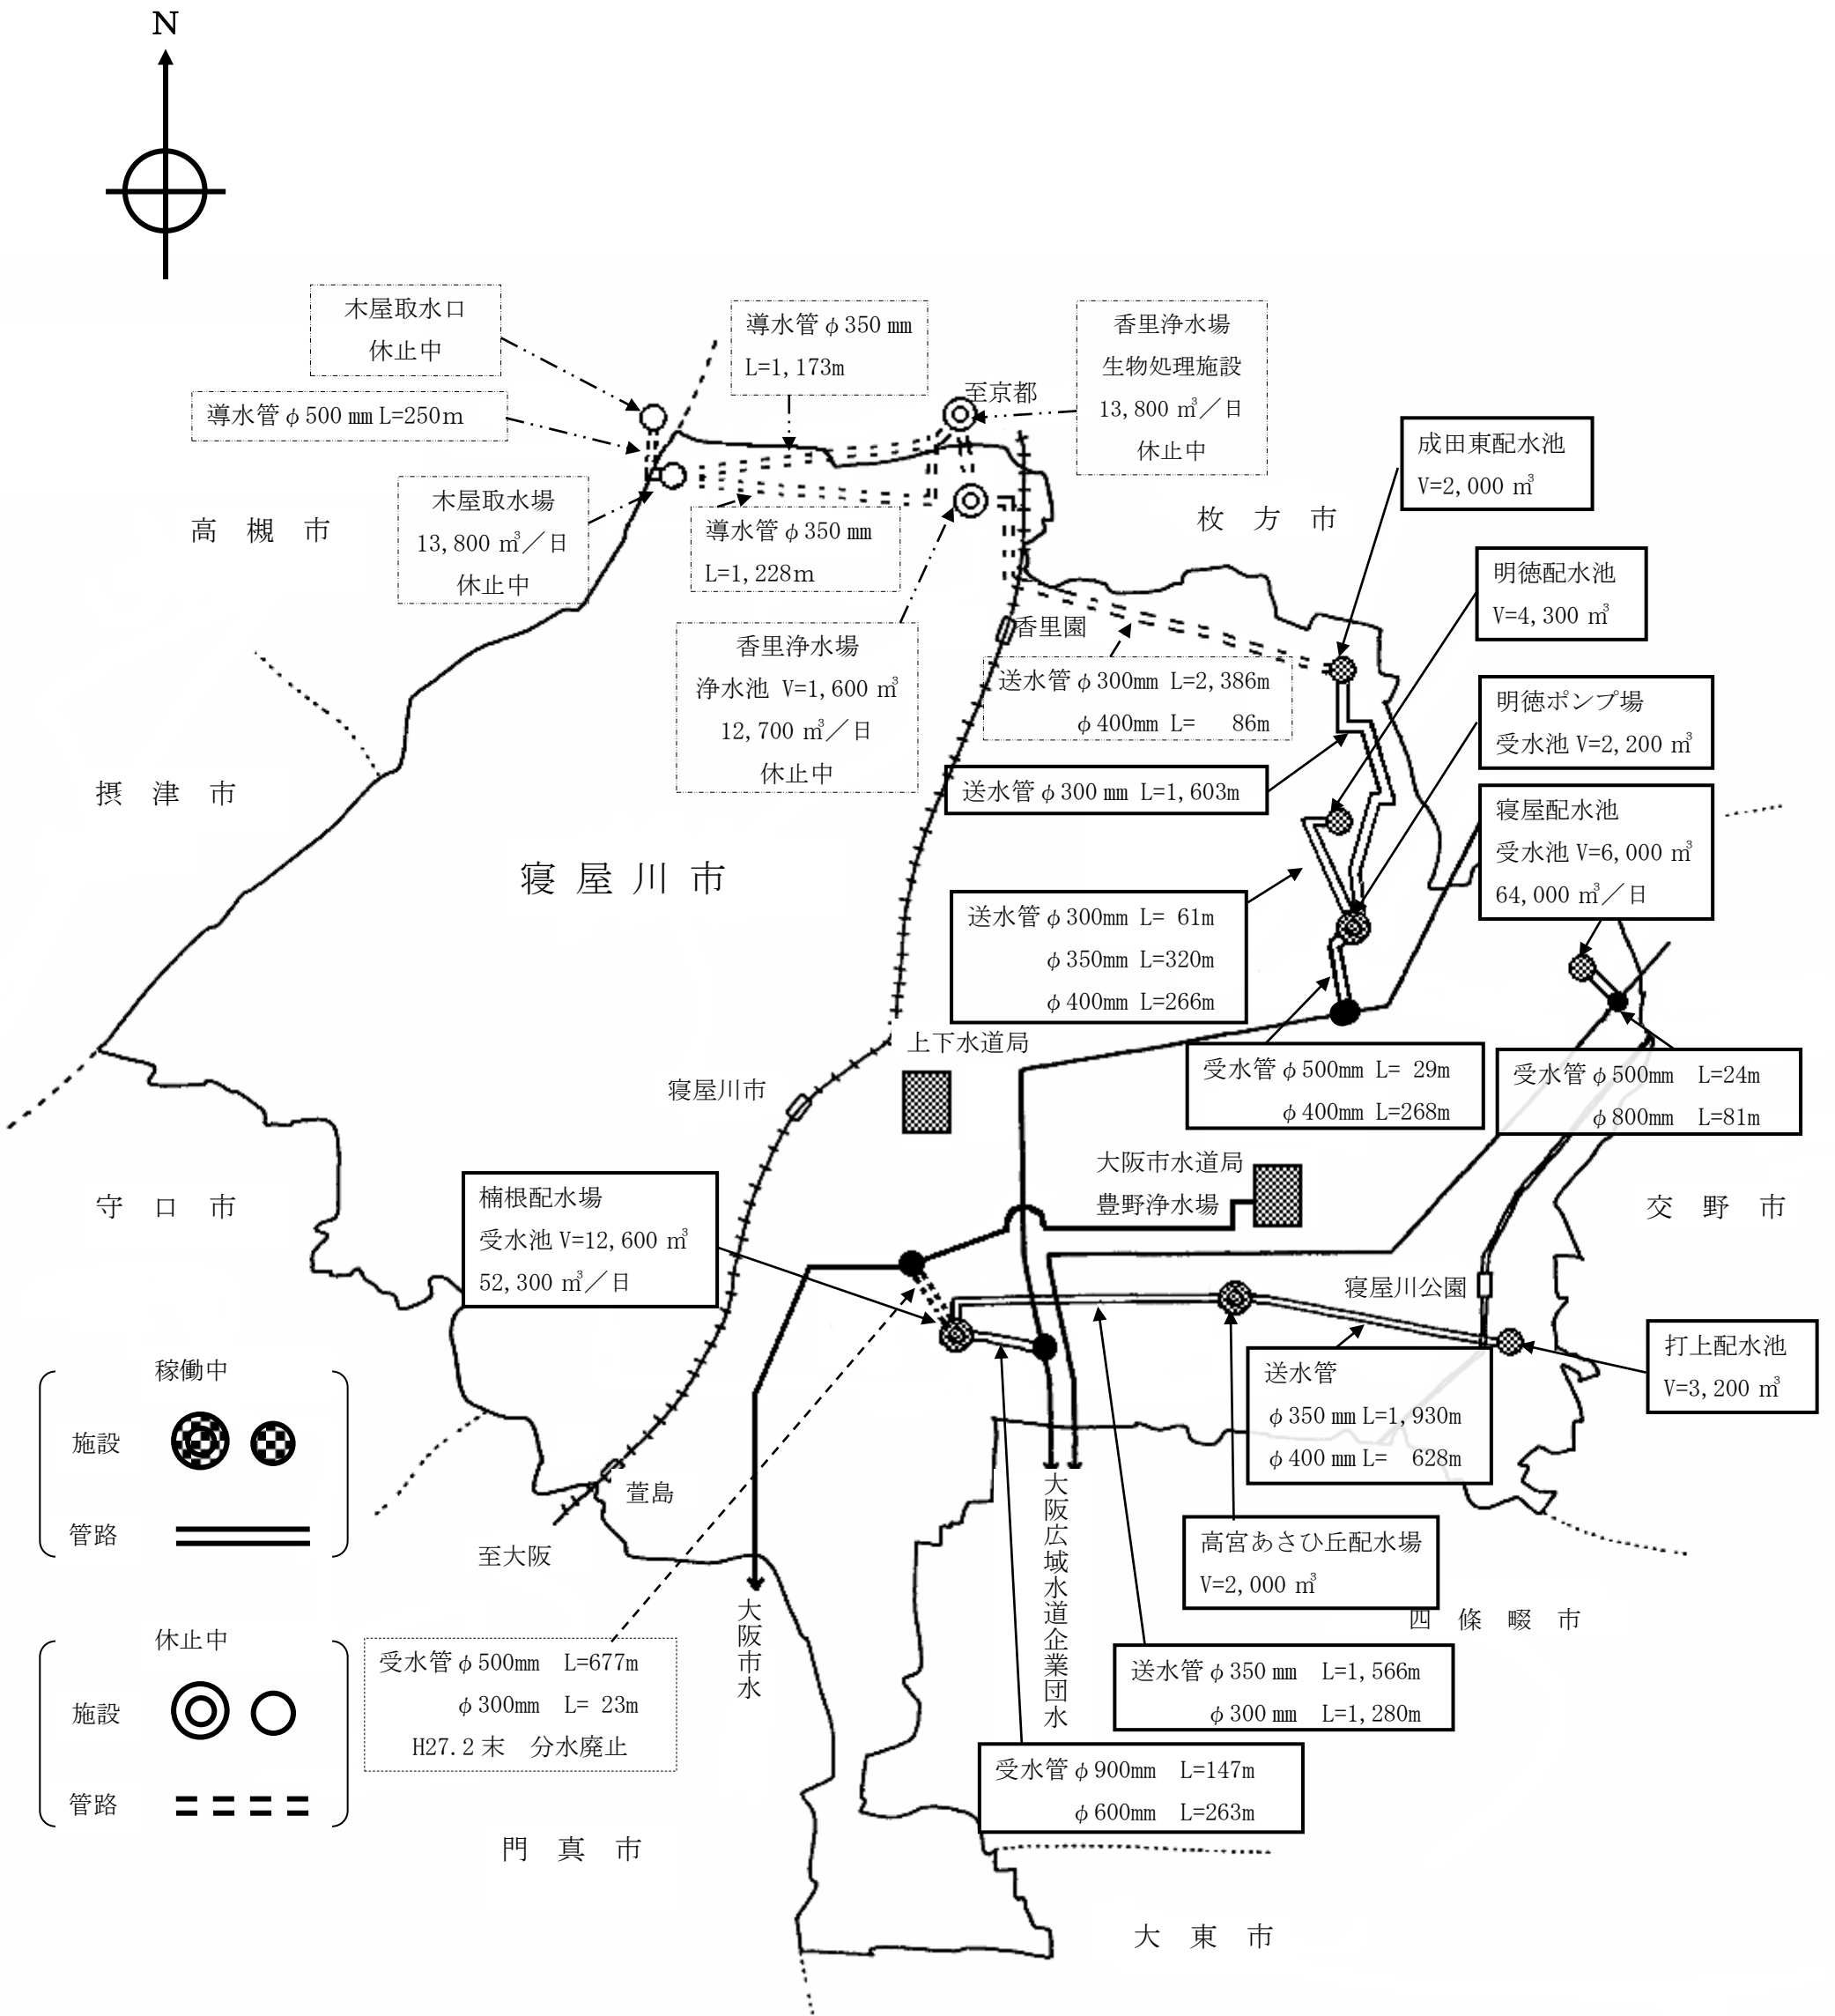 N
木屋取水口
休止中
導水管φ350㎜
L=1,173m
香里浄水場
生物処理施設
13,800㎥／日
休止中
至京都
導水管φ500㎜L=250m
成田東配水池
V=2,000㎥
木屋取水場
13,800㎥／日
休止中
高槻市
導水管φ350㎜
L=1,228m
枚方市
明徳配水池
V=4,300㎥
香里浄水場
浄水池 V=1,600㎥
12,700㎥／日
休止中
香里園
送水管φ300mm L=2,386m
φ400mm L= 86m
明徳ポンプ場
受水池V=2,200㎥
送水管φ300㎜ L=1,603m
摂津市
寝屋川市
寝屋配水池
受水池V=6,000㎥
64,000㎥／日
送水管φ300mm L= 61m
φ350mm L=320m
φ400mm L=266m
上下水道局
受水管φ500mm L= 29m
φ400mm L=268m
受水管φ500mm L=24m
φ800mm L=81m
寝屋川市
大阪市水道局
豊野浄水場
守口市
楠根配水場
受水池V=12,600㎥
52,300㎥／日
交野市
寝屋川公園
打上配水池
V=3,200㎥
送水管
φ350㎜L=1,930m
φ400㎜L= 628m
稼働中
施設
管路
萱島
至大阪
大阪市水
大阪広域水道企業団水
高宮あさひ丘配水場
V=2,000㎥
四條畷市
休止中
施設
管路
受水管φ500mm L=677m
φ300mm L= 23m
H27.2末 分水廃止
送水管φ350㎜ L=1,566m
φ300㎜ L=1,280m
受水管φ900mm L=147m
φ600mm L=263m
門真市
大東市